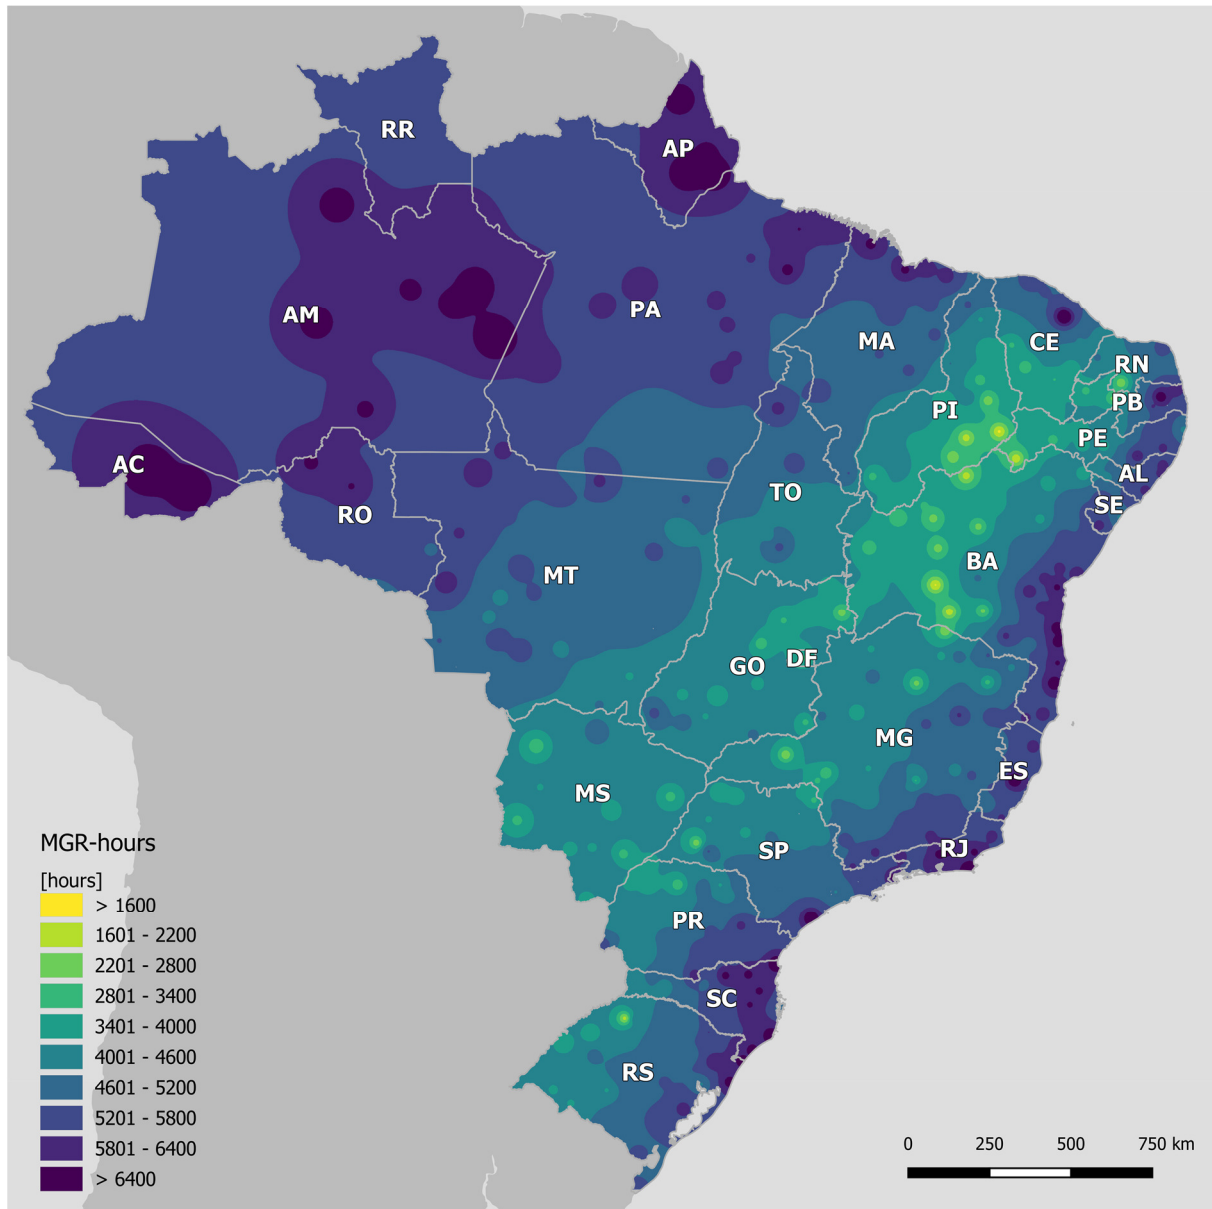 RR
AP
AM
PA
MA
CE
RN
PB
PI
PE
AC
AL
TO
SE
RO
BA
MT
GO
DF
MG
ES
MS
SP
RJ
PR
SC
RS
MGR-hours
[hours]
> 1600
1601 - 2200
2201 - 2800
2801 - 3400
3401 - 4000
4001 - 4600
4601 - 5200
5201 - 5800
5801 - 6400
> 6400
0 250 500 750 km